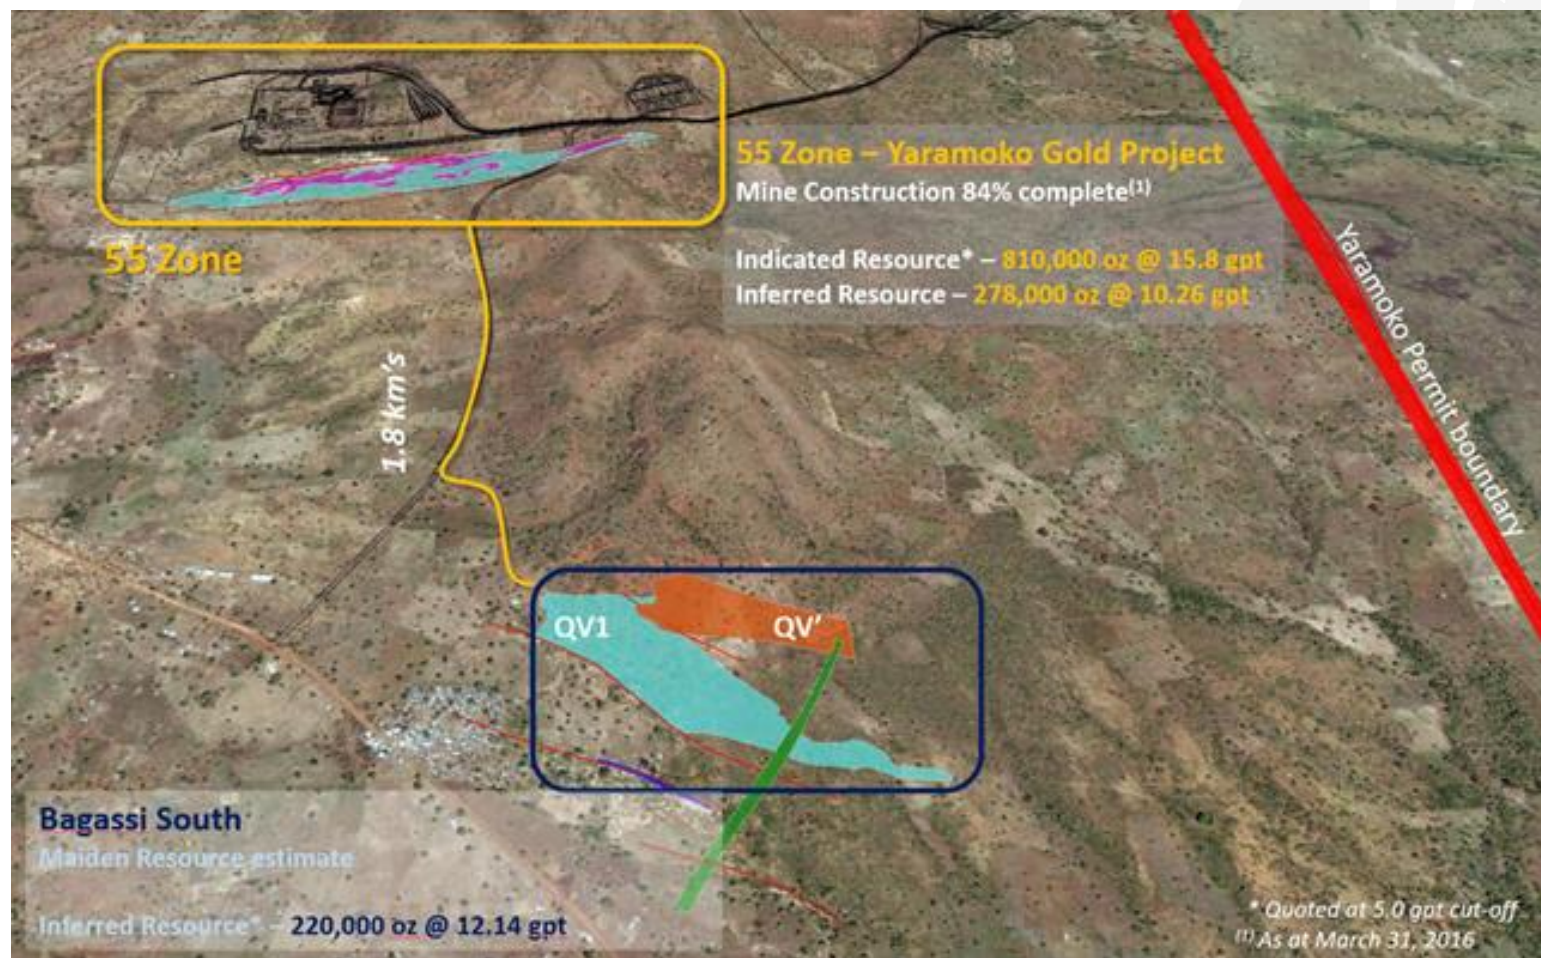 55 Zone – Yaramoko Gold Project
Mine Construction 84% complete(1)
Indicated Resource* – 810,000 oz @ 15.8 gpt
Inferred Resource – 278,000 oz @ 10.26 gpt
55 Zone
Yaramoko Permit boundary
1.8 km's
QV1
QV'
Bagassi South
Maiden Resource estimate
Inferred Resource* – 220,000 oz @ 12.14 gpt
* Quoted at 5.0 gpt cut-off
(1) As at March 31, 2016